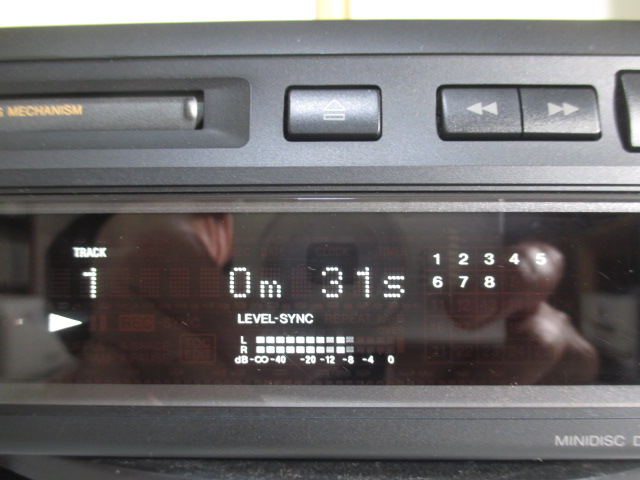 MECHANISM
TRACK
1 0m 31s
1 2 3 4 5
6 7 8
LEVEL-SYNC
L
R
dB-∞-40 -20 -12 -8 -4 0
MINIDISC D